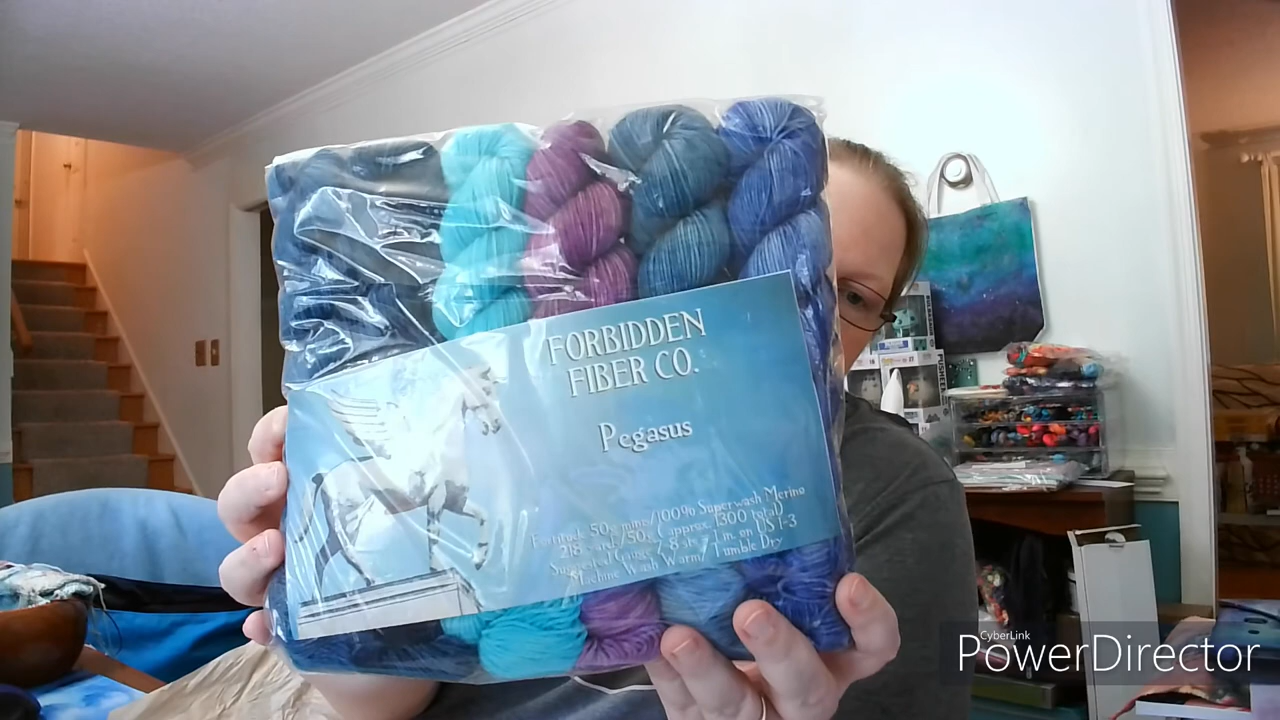 FORBIDDEN
FIBER CO.
Pegasus
Fortitude 50g minis/100% Superwash Merino
218 yards/50g ( approx. 1300 total)
Suggested Gauge 7-8 sts = 1 in. on US 1-3
Machine Wash Warm/ Tumble Dry
PUSHEEN
CyberLink
PowerDirector